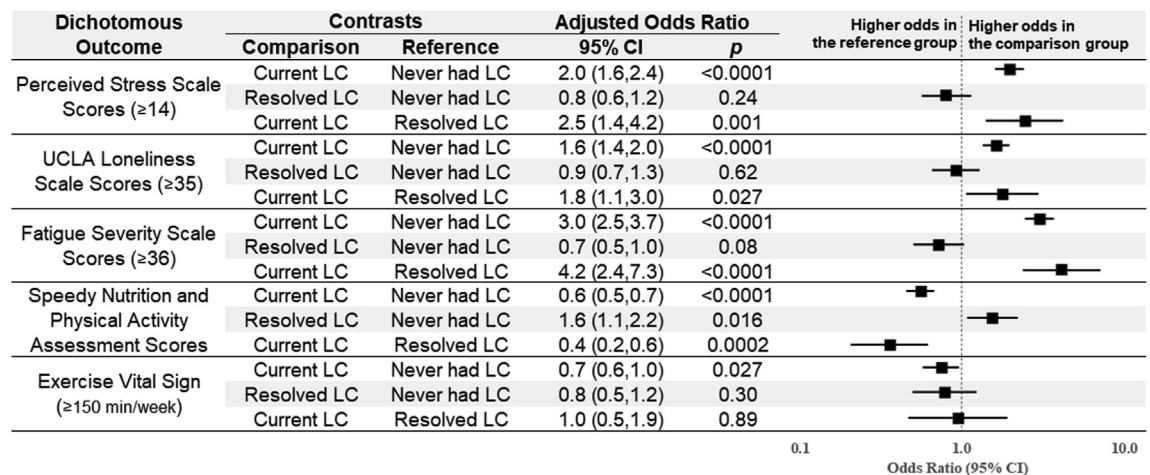 Dichotomous Outcome Contrasts Adjusted Odds Ratio Higher odds in the reference group Higher odds in the comparison group
Comparison Reference 95% CI p
Perceived Stress Scale Scores (≥14)
Current LC Never had LC 2.0 (1.6,2.4) <0.0001
Resolved LC Never had LC 0.8 (0.6,1.2) 0.24
Current LC Resolved LC 2.5 (1.4,4.2) 0.001
UCLA Loneliness Scale Scores (≥35)
Current LC Never had LC 1.6 (1.4,2.0) <0.0001
Resolved LC Never had LC 0.9 (0.7,1.3) 0.62
Current LC Resolved LC 1.8 (1.1,3.0) 0.027
Fatigue Severity Scale Scores (≥36)
Current LC Never had LC 3.0 (2.5,3.7) <0.0001
Resolved LC Never had LC 0.7 (0.5,1.0) 0.08
Current LC Resolved LC 4.2 (2.4,7.3) <0.0001
Speedy Nutrition and Physical Activity Assessment Scores
Current LC Never had LC 0.6 (0.5,0.7) <0.0001
Resolved LC Never had LC 1.6 (1.1,2.2) 0.016
Current LC Resolved LC 0.4 (0.2,0.6) 0.0002
Exercise Vital Sign (≥150 min/week)
Current LC Never had LC 0.7 (0.6,1.0) 0.027
Resolved LC Never had LC 0.8 (0.5,1.2) 0.30
Current LC Resolved LC 1.0 (0.5,1.9) 0.89
0.1 1.0 10.0
Odds Ratio (95% CI)